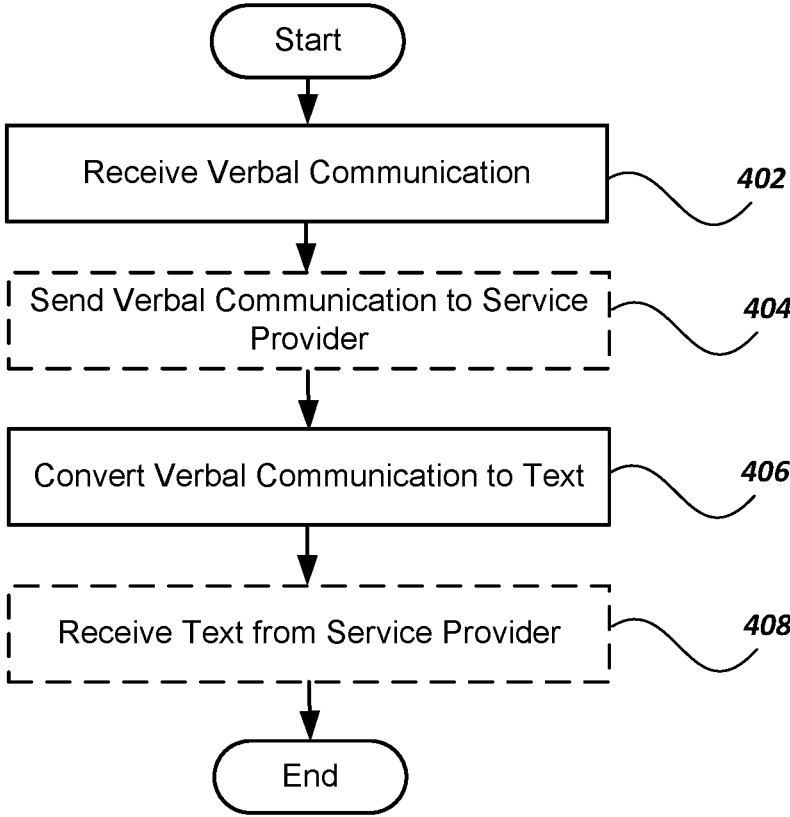 Start
Receive Verbal Communication
402
Send Verbal Communication to Service
Provider
404
Convert Verbal Communication to Text
406
Receive Text from Service Provider
408
End